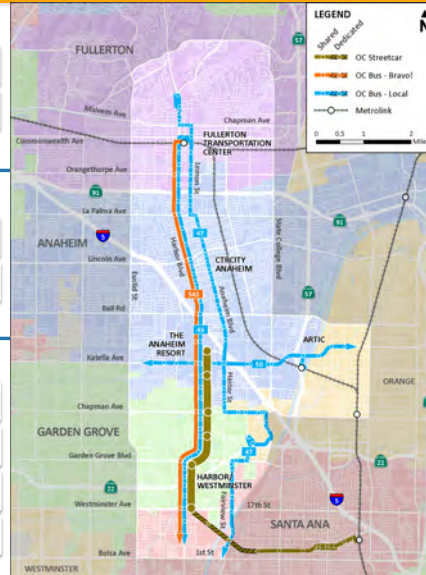 LEGEND
N
Shared
Dedicated
OC Streetcar
OC Bus - Bravo!
OC Bus - Local
Metrolink
0 0.5 1 2
Mile
57
FULLERTON
Malvern Ave
Chapman Ave
Commonwealth Ave
FULLERTON
TRANSPORTATION
CENTER
Orangethorpe Ave
Lemon St
91
La Palma Ave
91
5
ANAHEIM
Harbor Blvd
47
State College Blvd
Lincoln Ave
CTRCITY
ANAHEIM
Euclid St
Anaheim Blvd
57
543
Ball Rd
43
THE
ANAHEIM
RESORT
ARTIC
Katella Ave
50
ORANGE
Haster St
Chapman Ave
GARDEN GROVE
47
Garden Grove Blvd
22
HARBOR/
WESTMINSTER
22
Fairview St
5
Westminster Ave
17th St
SANTA ANA
Bolsa Ave
1st St
WESTMINSTER